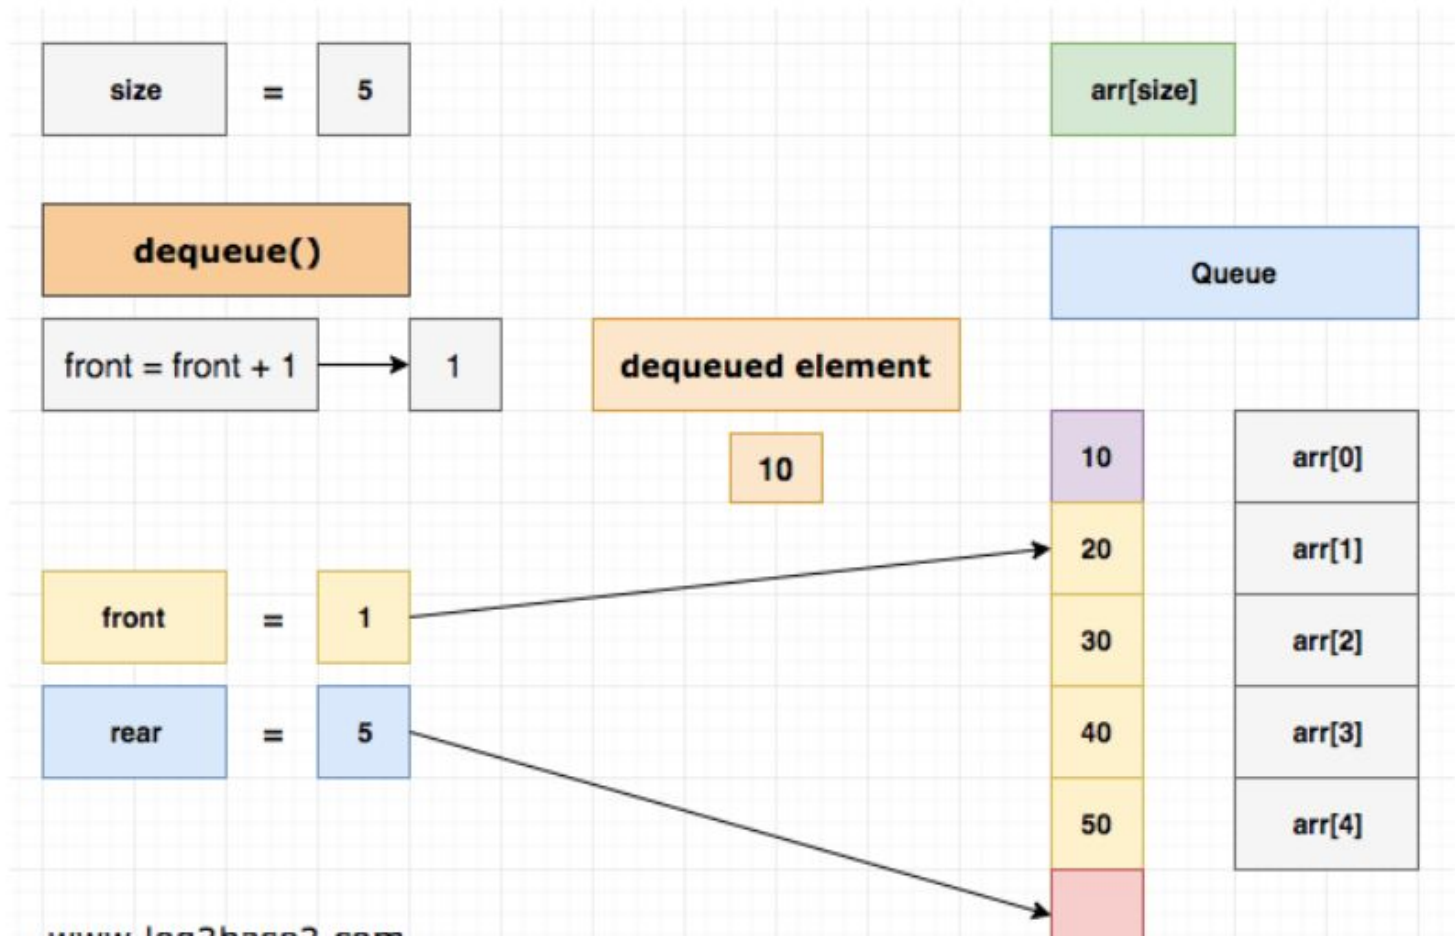 size = 5
arr[size]
dequeue()
Queue
front = front + 1 1
dequeued element
10
10 arr[0]
20 arr[1]
front = 1
30 arr[2]
rear = 5
40 arr[3]
50 arr[4]